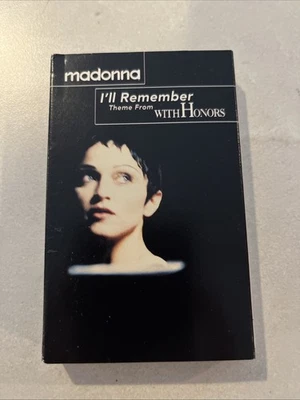 madonna
I'll Remember
Theme From WITH HONORS